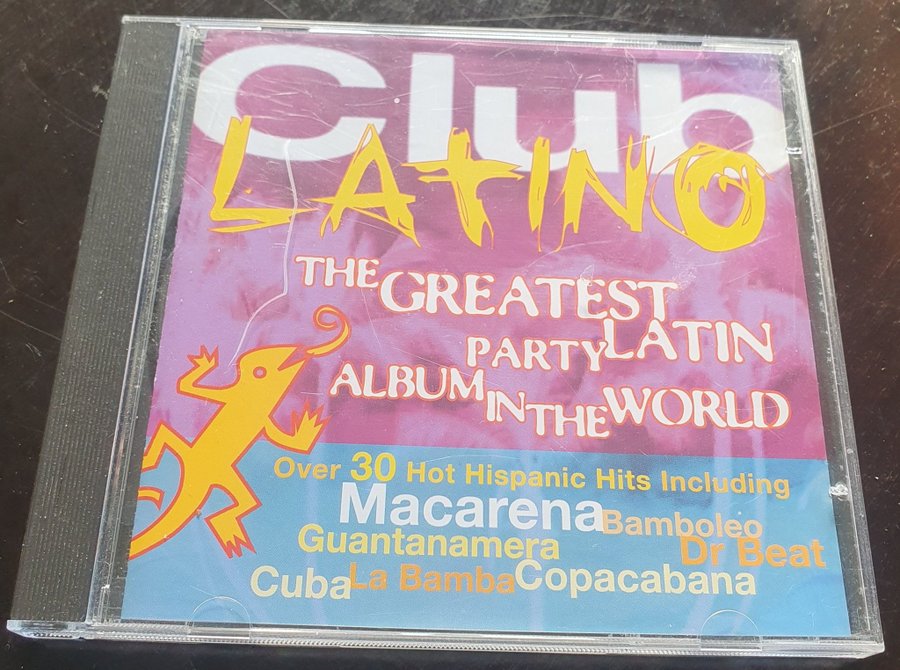 Club
LATINO
THE GREATEST
PARTY LATIN
ALBUM IN THE WORLD
Over 30 Hot Hispanic Hits Including
Macarena Bamboleo
Guantanamera Dr Beat
Cuba La Bamba Copacabana